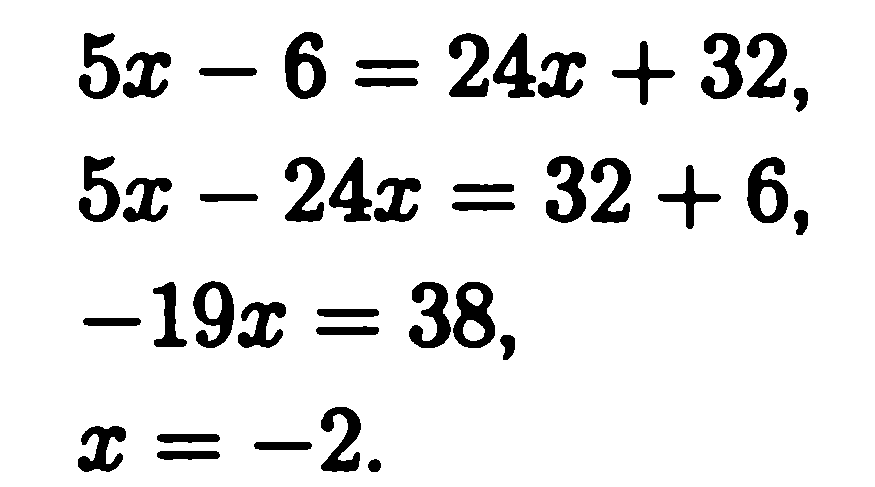 5x − 6 = 24x + 32,
5x − 24x = 32 + 6,
−19x = 38,
x = −2.